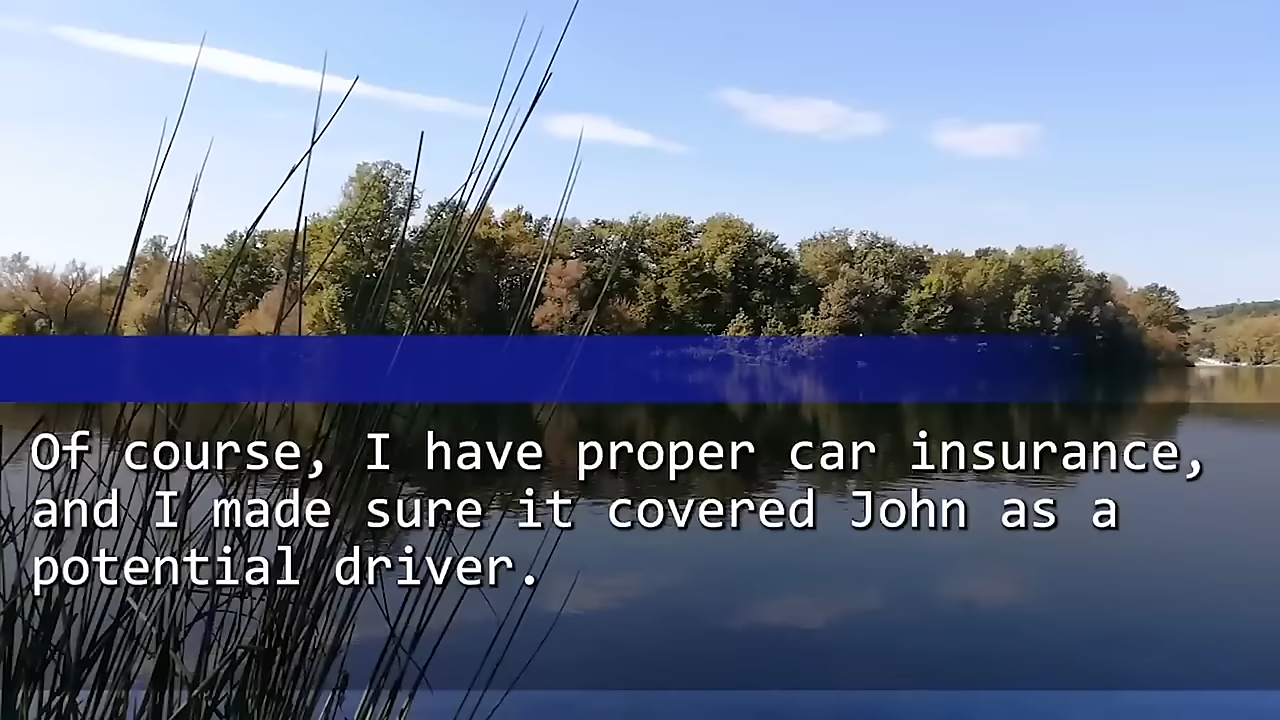 Of course, I have proper car insurance,
and I made sure it covered John as a
potential driver.